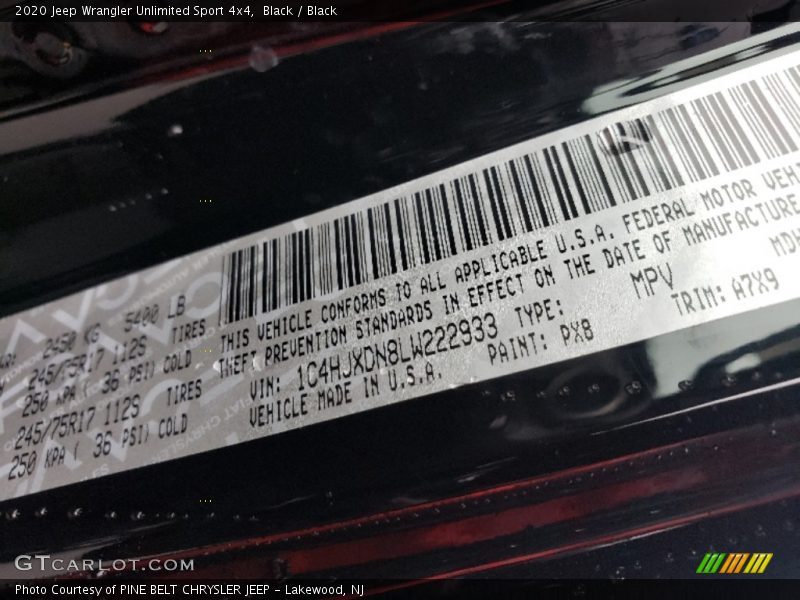 2020 Jeep Wrangler Unlimited Sport 4x4, Black / Black
2450 KG 5400 LB
245/75R17 112S TIRES
250 KPA ( 36 PSI) COLD
245/75R17 112S TIRES
250 KPA ( 36 PSI) COLD
THIS VEHICLE CONFORMS TO ALL APPLICABLE U.S.A. FEDERAL MOTOR
THEFT PREVENTION STANDARDS IN EFFECT ON THE DATE OF MANUFACTURE
VIN: 1C4HJXDN8LW222933 TYPE: MPV
VEHICLE MADE IN U.S.A. PAINT: PX8 TRIM: A7X9
GTCARLOT.COM
Photo Courtesy of PINE BELT CHRYSLER JEEP - Lakewood, NJ